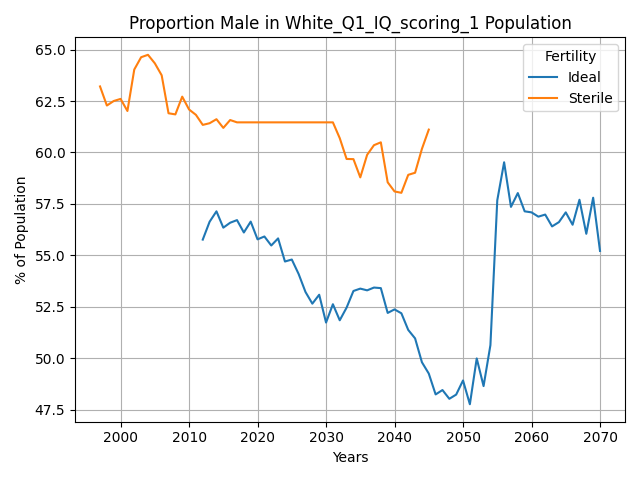 Proportion Male in White_Q1_IQ_scoring_1 Population
Fertility
Ideal
Sterile
% of Population
65.0
62.5
60.0
57.5
55.0
52.5
50.0
47.5
2000 2010 2020 2030 2040 2050 2060 2070
Years